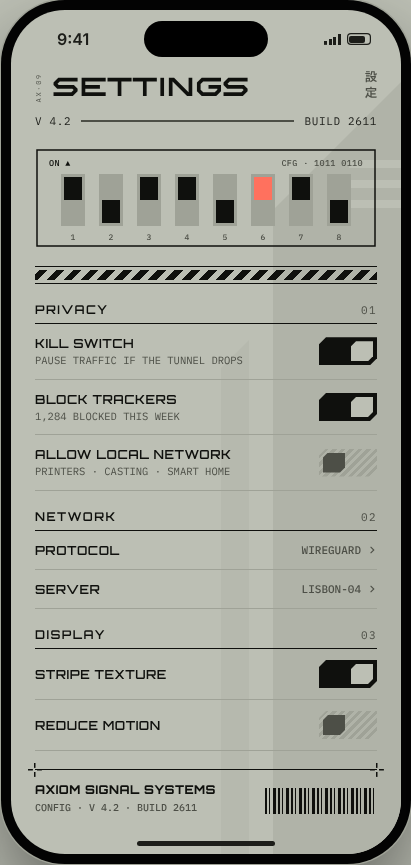 9:41
AX-09
SETTINGS
設定
V 4.2
BUILD 2611
ON ▲
CFG · 1011 0110
1 2 3 4 5 6 7 8
PRIVACY
01
KILL SWITCH
PAUSE TRAFFIC IF THE TUNNEL DROPS
BLOCK TRACKERS
1,284 BLOCKED THIS WEEK
ALLOW LOCAL NETWORK
PRINTERS · CASTING · SMART HOME
NETWORK
02
PROTOCOL
WIREGUARD >
SERVER
LISBON-04 >
DISPLAY
03
STRIPE TEXTURE
REDUCE MOTION
AXIOM SIGNAL SYSTEMS
CONFIG · V 4.2 · BUILD 2611